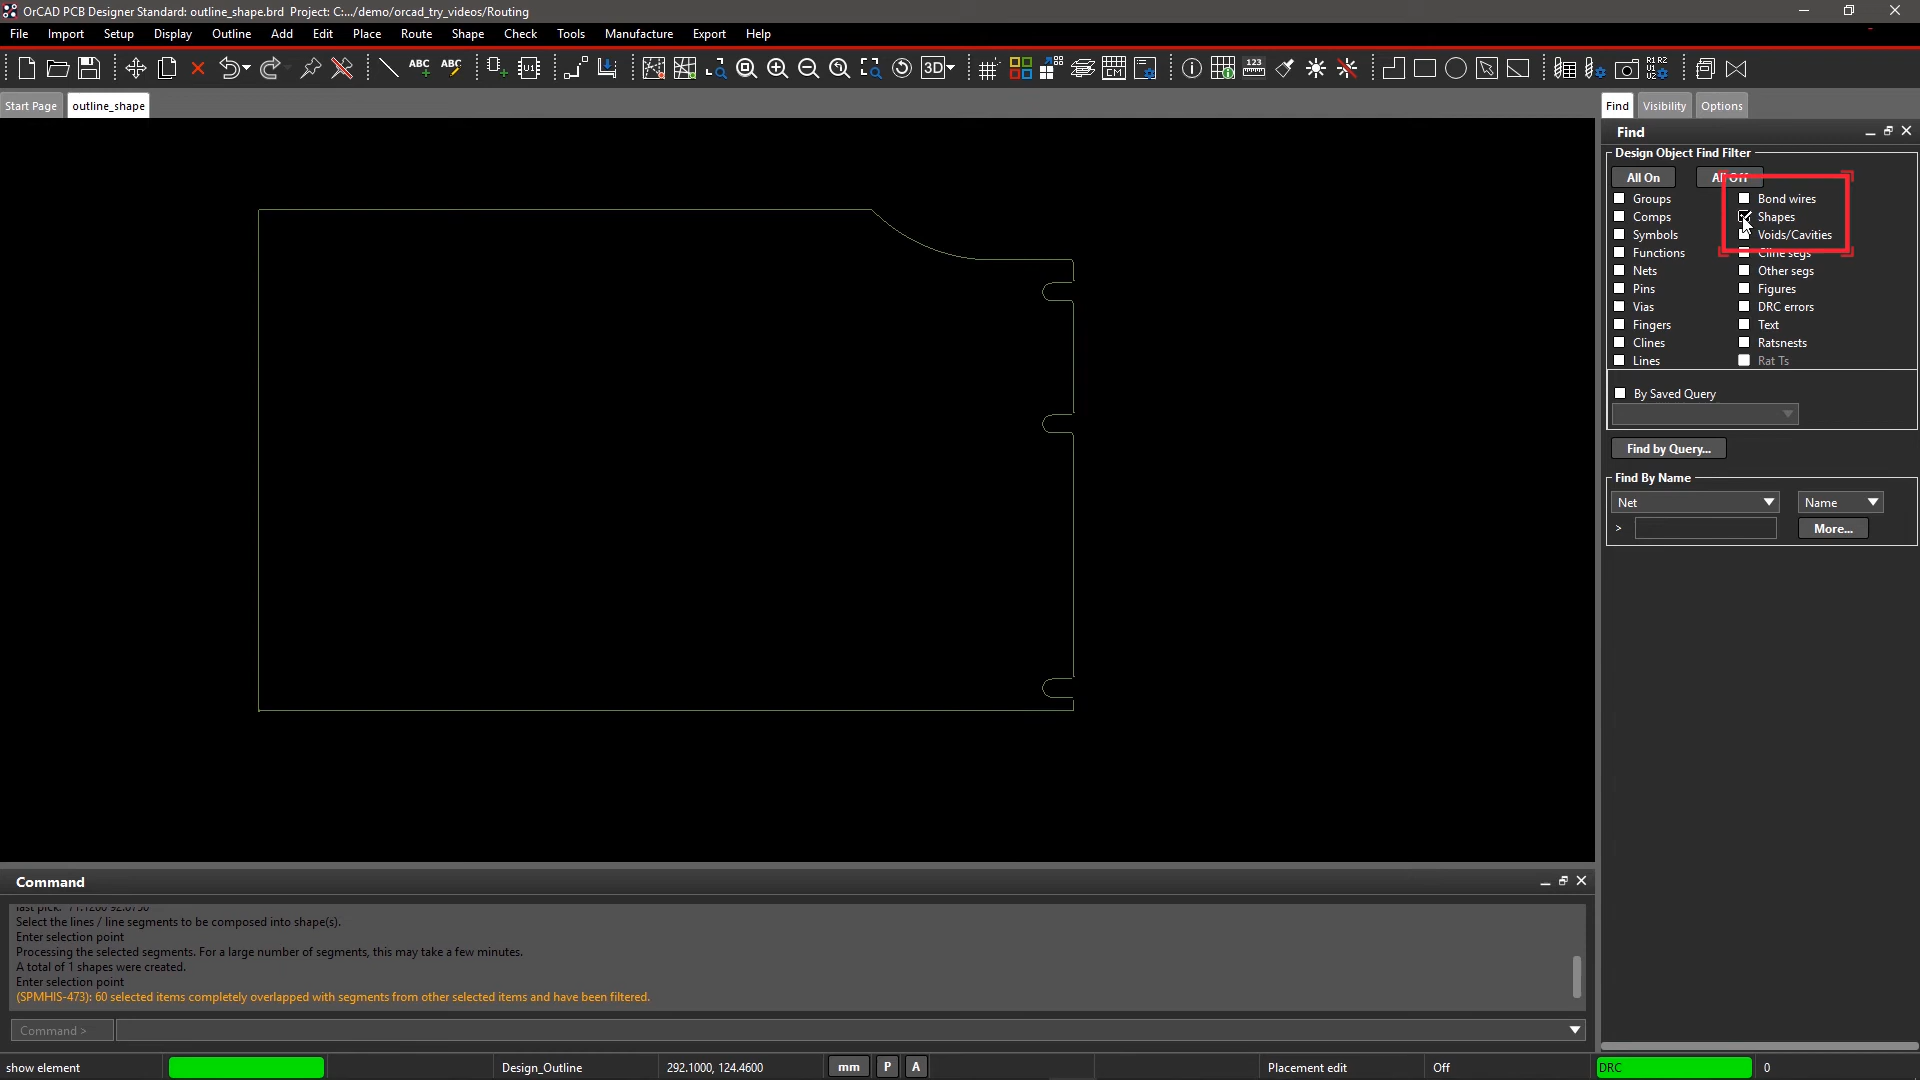 OrCAD PCB Designer Standard: outline_shape.brd  Project: C:.../demo/orcad_try_videos/Routing
File Import Setup Display Outline Add Edit Place Route Shape Check Tools Manufacture Export Help
Start Page outline_shape
Find Visibility Options
Find
Design Object Find Filter
All On All Off
Groups Bond wires
Comps Shapes
Symbols Voids/Cavities
Functions Cline segs
Nets Other segs
Pins Figures
Vias DRC errors
Fingers Text
Clines Ratsnests
Lines Rat Ts
By Saved Query
Find by Query...
Find By Name
Net Name
> More...
Command
last pick: 71.1200 92.0750
Select the lines / line segments to be composed into shape(s).
Enter selection point
Processing the selected segments. For a large number of segments, this may take a few minutes.
A total of 1 shapes were created.
Enter selection point
(SPMHIS-473): 60 selected items completely overlapped with segments from other selected items and have been filtered.
Command >
show element Design_Outline 292.1000, 124.4600 mm P A Placement edit Off DRC 0